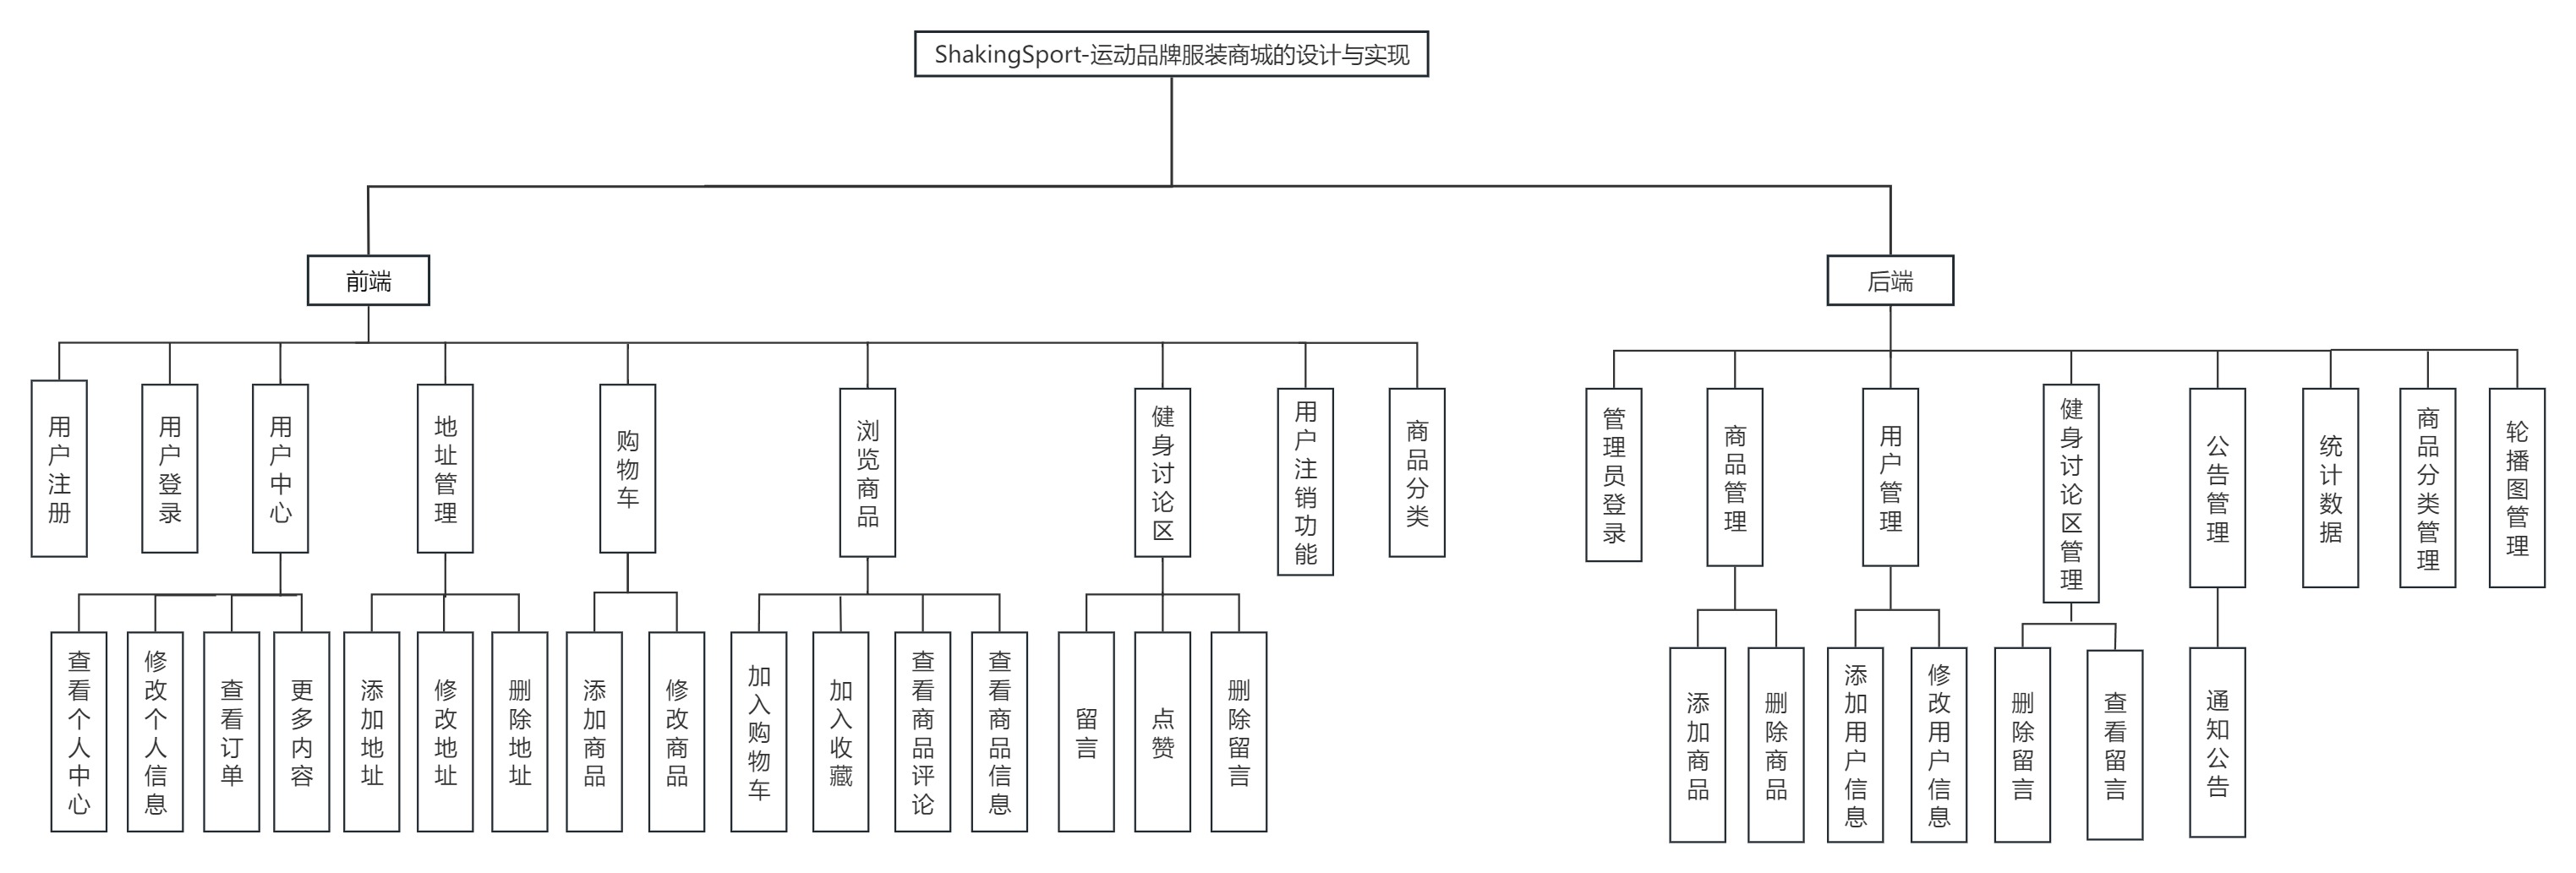 ShakingSport-运动品牌服装商城的设计与实现
前端
后端
用户注册
用户登录
用户中心
地址管理
购物车
浏览商品
健身讨论区
用户注销功能
商品分类
管理员登录
商品管理
用户管理
健身讨论区管理
公告管理
统计数据
商品分类管理
轮播图管理
查看个人中心
修改个人信息
查看订单
更多内容
添加地址
修改地址
删除地址
添加商品
修改商品
加入购物车
加入收藏
查看商品评论
查看商品信息
留言
点赞
删除留言
添加商品
删除商品
添加用户信息
修改用户信息
删除留言
查看留言
通知公告